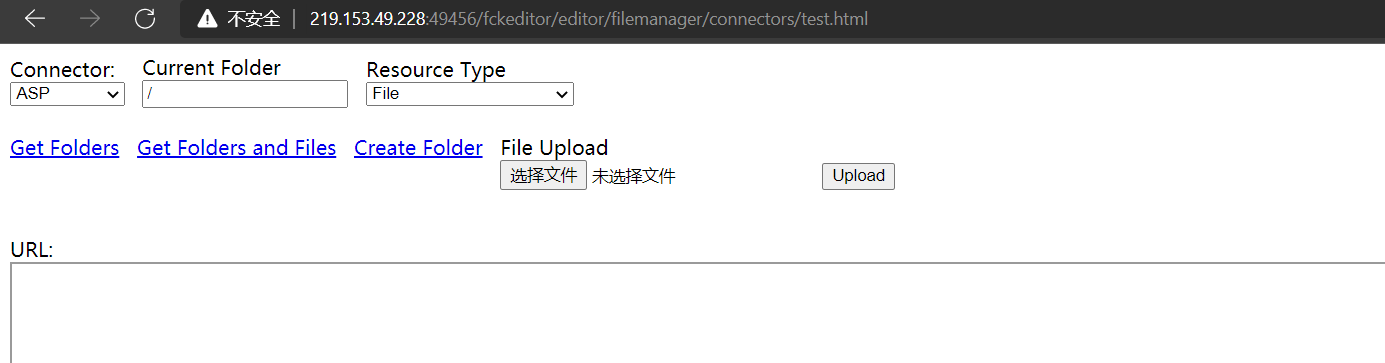 不安全 219.153.49.228:49456/fckeditor/editor/filemanager/connectors/test.html
Connector: Current Folder Resource Type
ASP / File
Get Folders Get Folders and Files Create Folder File Upload
选择文件 未选择文件 Upload
URL: